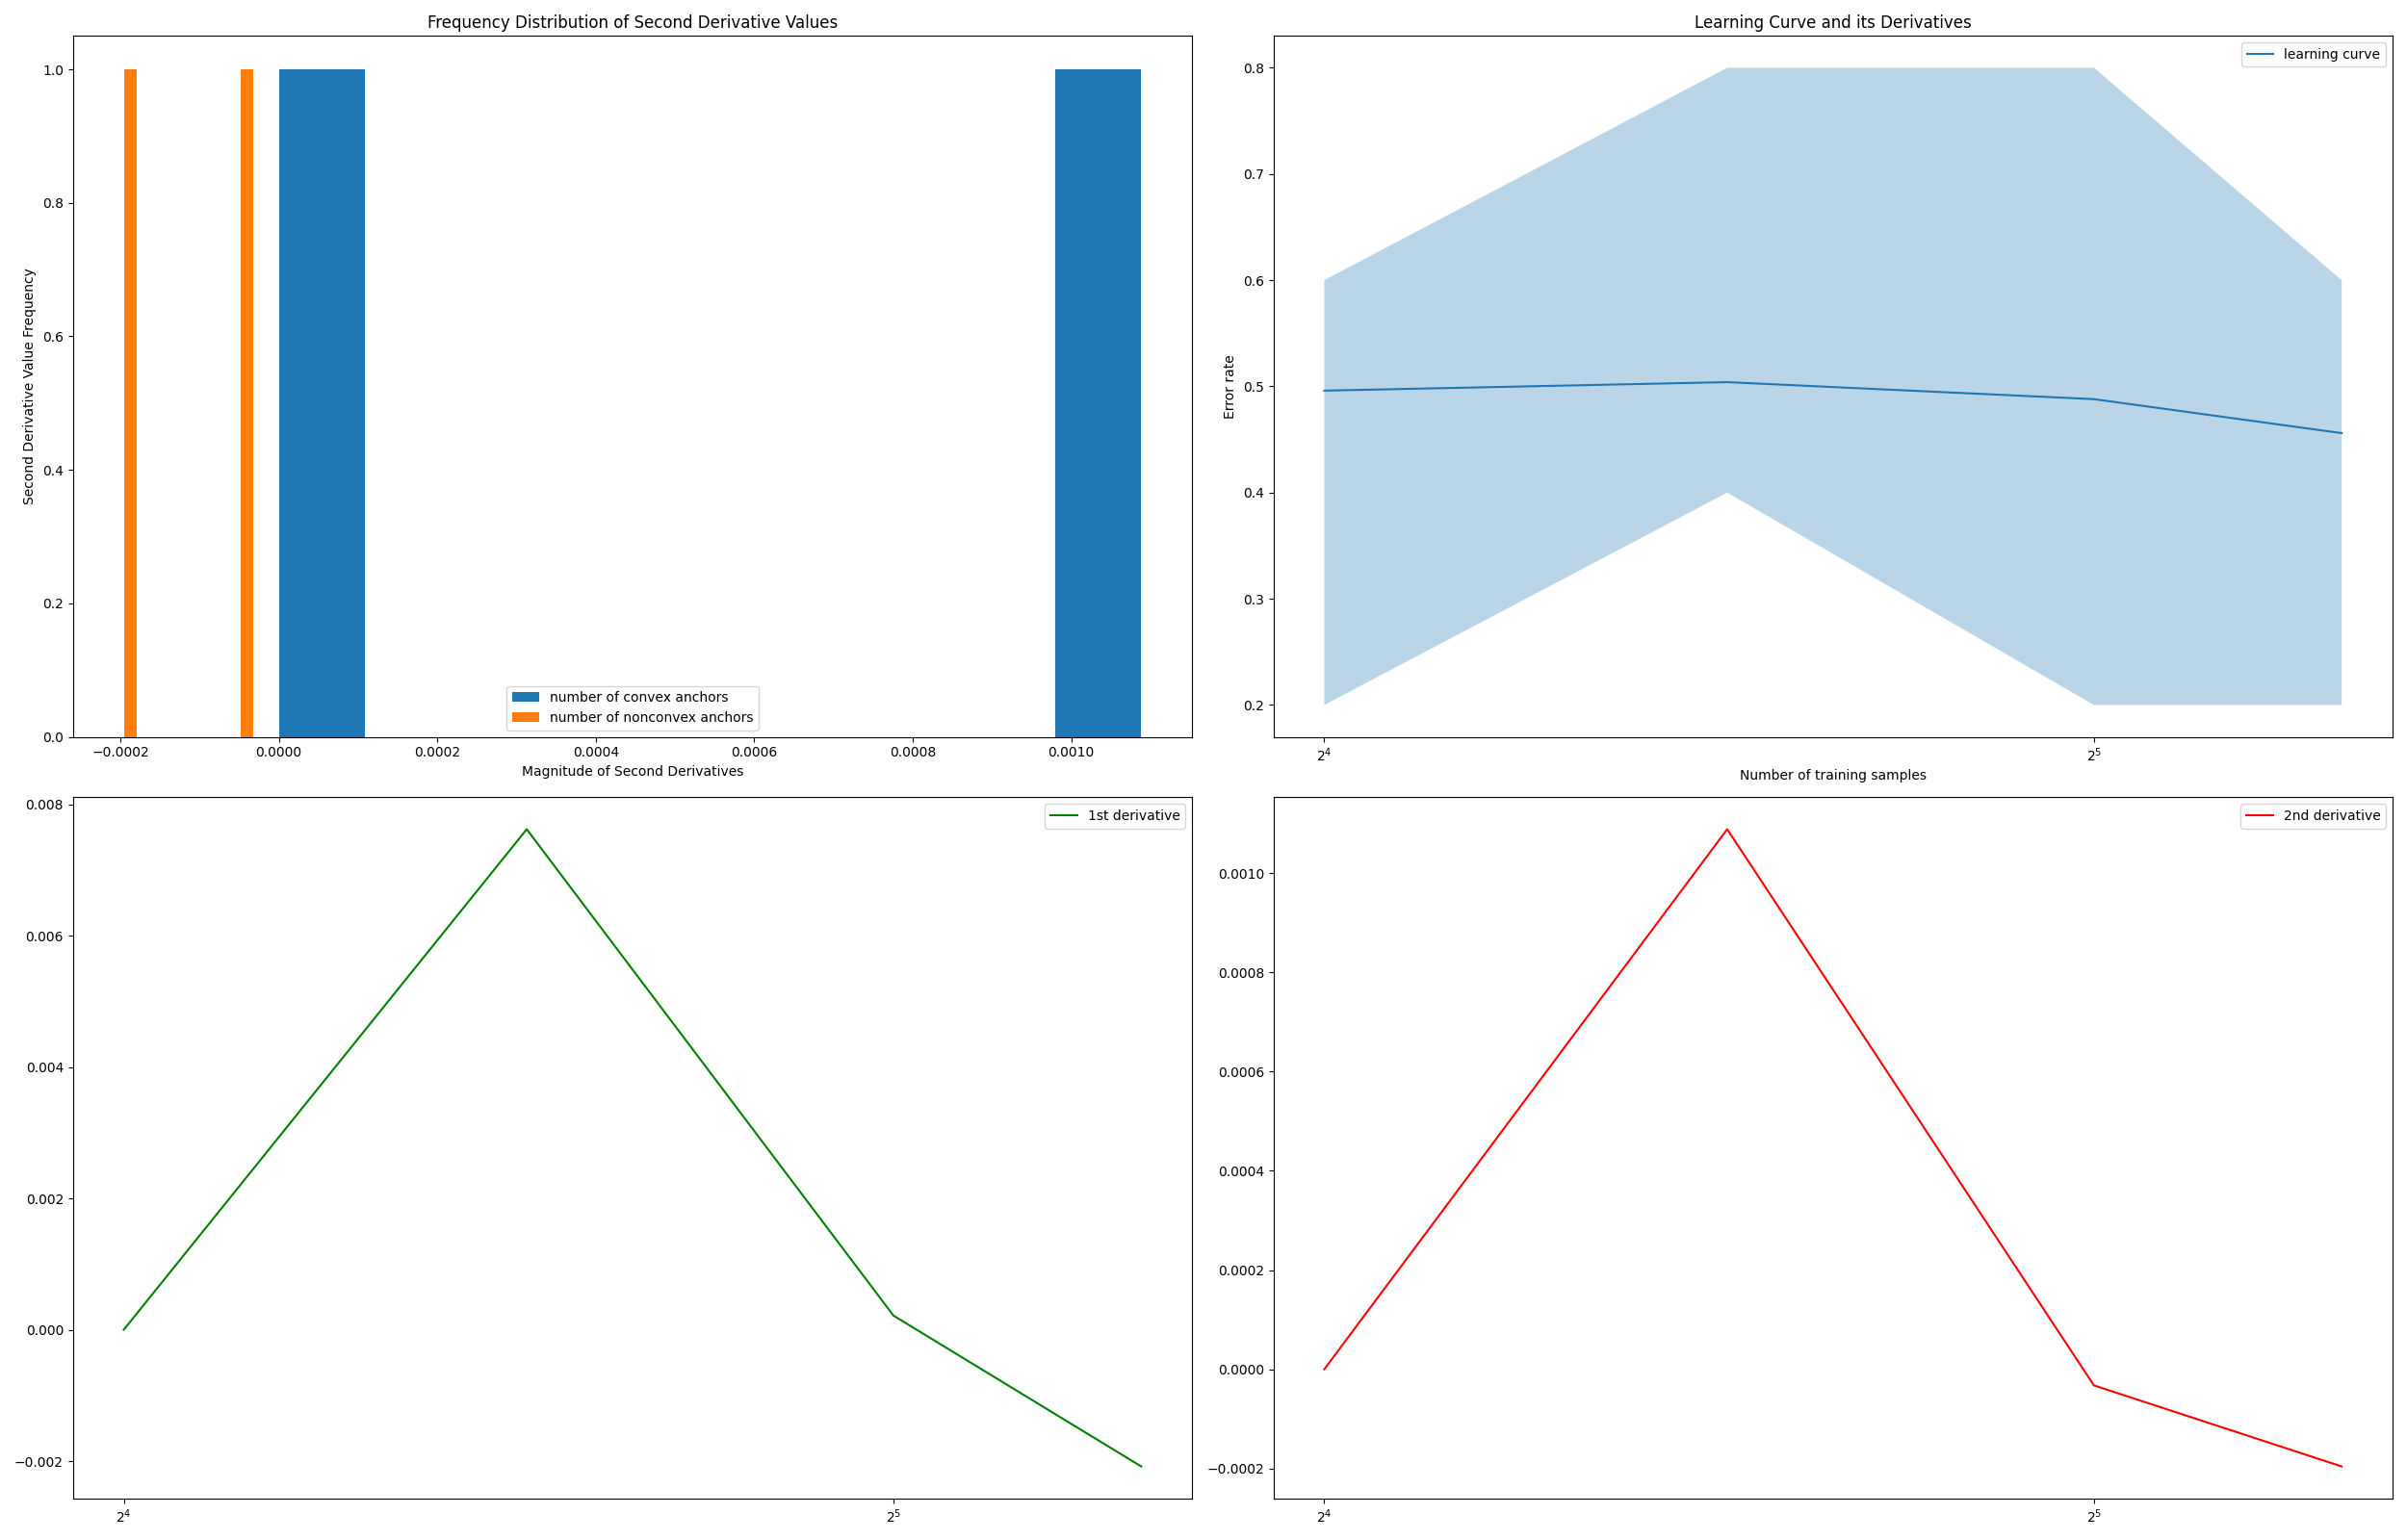 Frequency Distribution of Second Derivative Values
Second Derivative Value Frequency
1.0
0.8
0.6
0.4
0.2
0.0
number of convex anchors
number of nonconvex anchors
−0.0002 0.0000 0.0002 0.0004 0.0006 0.0008 0.0010
Magnitude of Second Derivatives
Learning Curve and its Derivatives
learning curve
Error rate
0.8
0.7
0.6
0.5
0.4
0.3
0.2
2⁴ 2⁵
Number of training samples
1st derivative
0.008
0.006
0.004
0.002
0.000
−0.002
2⁴ 2⁵
2nd derivative
0.0010
0.0008
0.0006
0.0004
0.0002
0.0000
−0.0002
2⁴ 2⁵